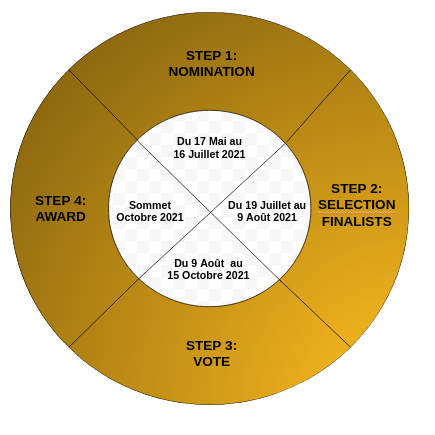 STEP 1:
NOMINATION
Du 17 Mai au
16 Juillet 2021
STEP 2:
SELECTION
FINALISTS
Du 19 Juillet au
9 Août 2021
STEP 3:
VOTE
Du 9 Août  au
15 Octobre 2021
STEP 4:
AWARD
Sommet
Octobre 2021